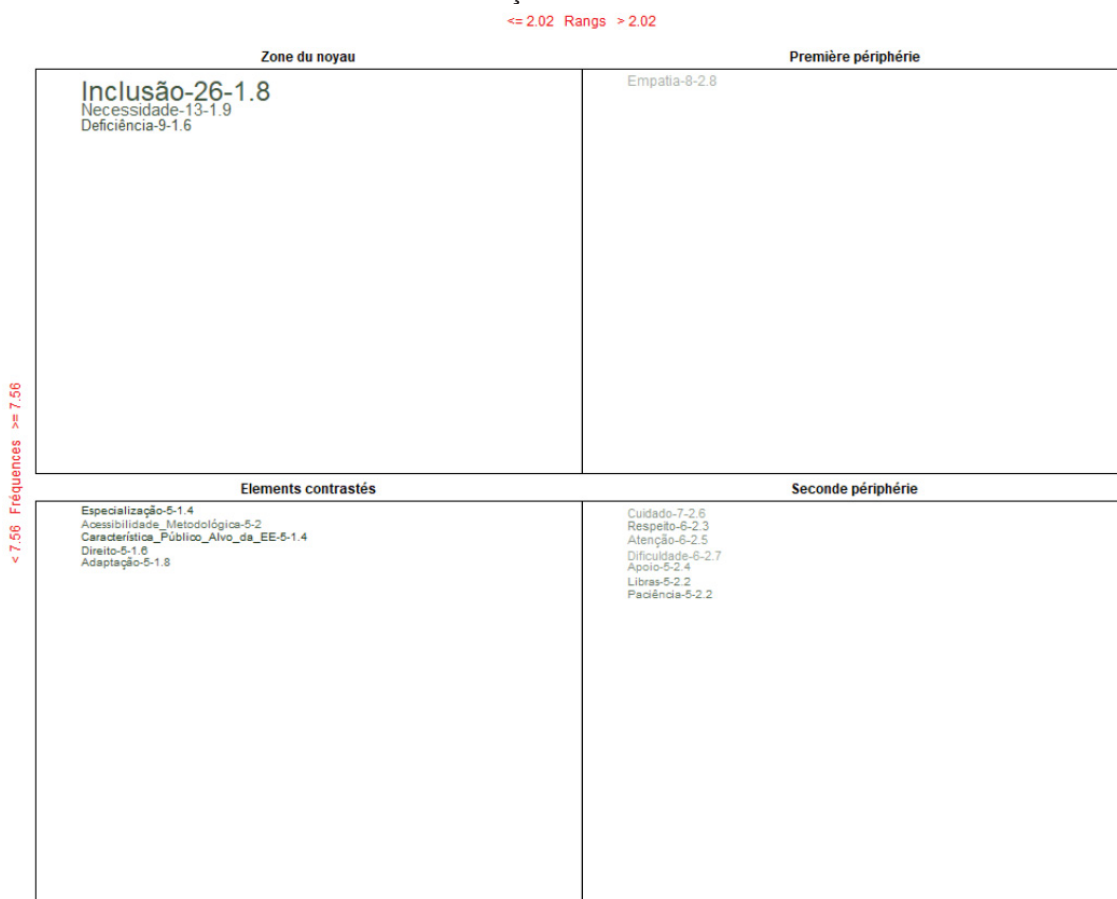 <= 2.02 Rangs > 2.02
Zone du noyau
Première périphérie
Inclusão-26-1.8
Necessidade-13-1.9
Deficiência-9-1.6
Empatia-8-2.8
< 7.56 Fréquences >= 7.56
Elements contrastés
Seconde périphérie
Especialização-5-1.4
Acessibilidade_Metodológica-5-2
Característica_Público_Alvo_da_EE-5-1.4
Direito-5-1.6
Adaptação-5-1.8
Cuidado-7-2.6
Respeito-6-2.3
Atenção-6-2.5
Dificuldade-6-2.7
Apoio-5-2.4
Libras-5-2.2
Paciência-5-2.2